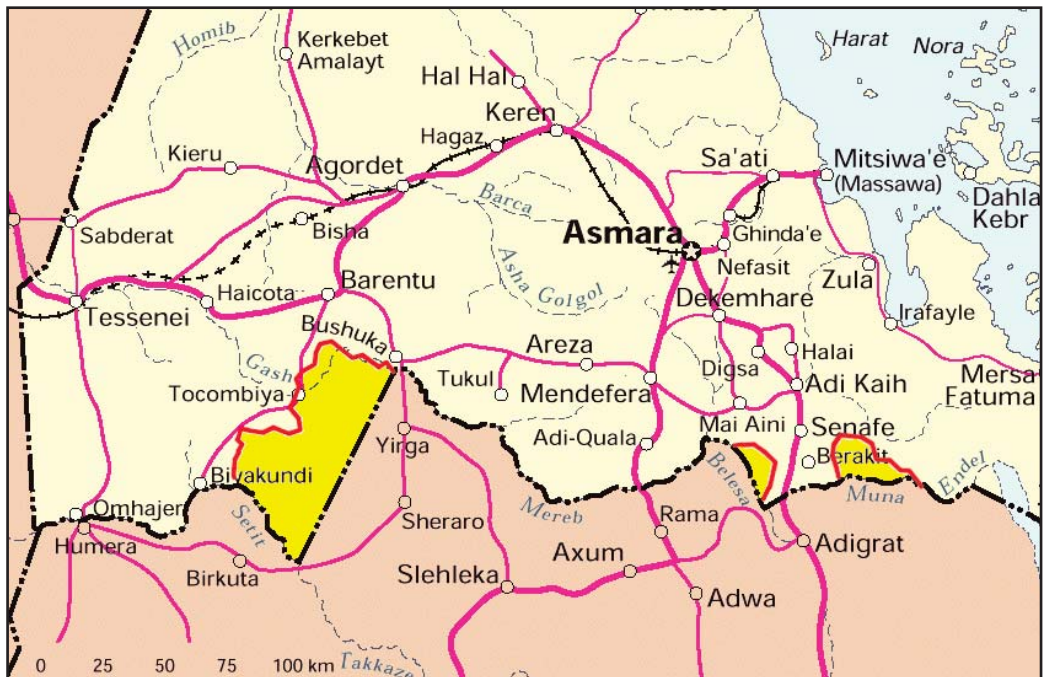 Homib
Kerkebet
Amalayt
Harat
Nora
Hal Hal
Keren
Hagaz
Kieru
Agordet
Sa'ati
Mitsiwa'e
(Massawa)
Barca
Dahla
Kebr
Sabderat
Bisha
Asmara
Ghinda'e
Nefasit
Asha Golgol
Zula
Haicota
Barentu
Dekemhare
Tessenei
Irafayle
Bushuka
Areza
Halai
Gash
Digsa
Tukul
Mersa
Fatuma
Tocombiya
Mendefera
Adi Kaih
Mai Aini
Yirga
Adi-Quala
Senafe
Berakit
Biyakundi
Belesa
Muna
Endel
Setit
Omhajer
Sheraro
Mereb
Rama
Humera
Adigrat
Birkuta
Axum
Slehleka
Adwa
0 25 50 75 100 km
Takkaze